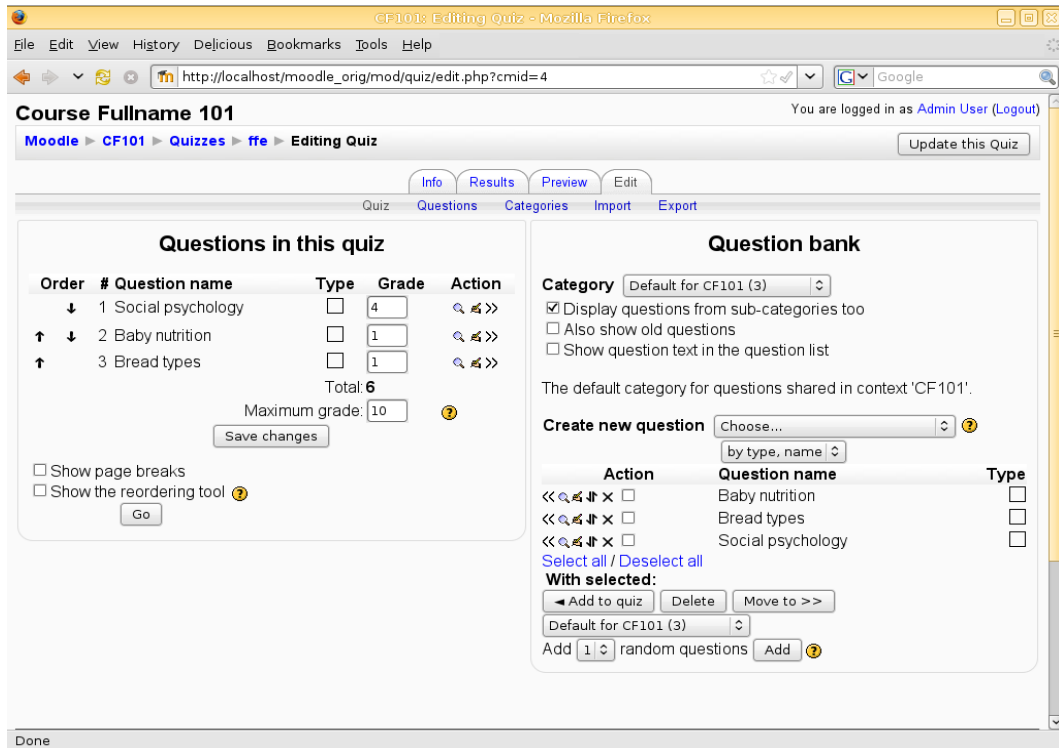 CF101: Editing Quiz - Mozilla Firefox
File Edit View History Delicious Bookmarks Tools Help
http://localhost/moodle_orig/mod/quiz/edit.php?cmid=4
G Google
Course Fullname 101
You are logged in as Admin User (Logout)
Moodle ► CF101 ► Quizzes ► ffe ► Editing Quiz
Update this Quiz
Info Results Preview Edit
Quiz Questions Categories Import Export
Questions in this quiz
Order # Question name Type Grade Action
1 Social psychology 4
2 Baby nutrition 1
3 Bread types 1
Total: 6
Maximum grade: 10 ?
Save changes
Show page breaks
Show the reordering tool ?
Go
Question bank
Category Default for CF101 (3)
Display questions from sub-categories too
Also show old questions
Show question text in the question list
The default category for questions shared in context 'CF101'.
Create new question Choose... ?
by type, name
Action Question name Type
Baby nutrition
Bread types
Social psychology
Select all / Deselect all
With selected:
◄ Add to quiz Delete Move to >>
Default for CF101 (3)
Add 1 random questions Add ?
Done